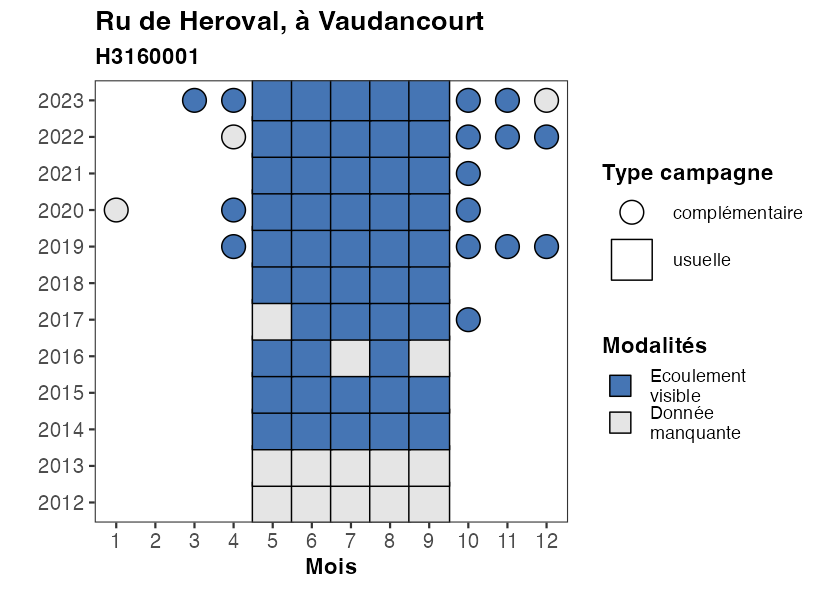 Ru de Heroval, à Vaudancourt
H3160001
2023
2022
2021
2020
2019
2018
2017
2016
2015
2014
2013
2012
1 2 3 4 5 6 7 8 9 10 11 12
Mois
Type campagne
complémentaire
usuelle
Modalités
Ecoulement
visible
Donnée
manquante